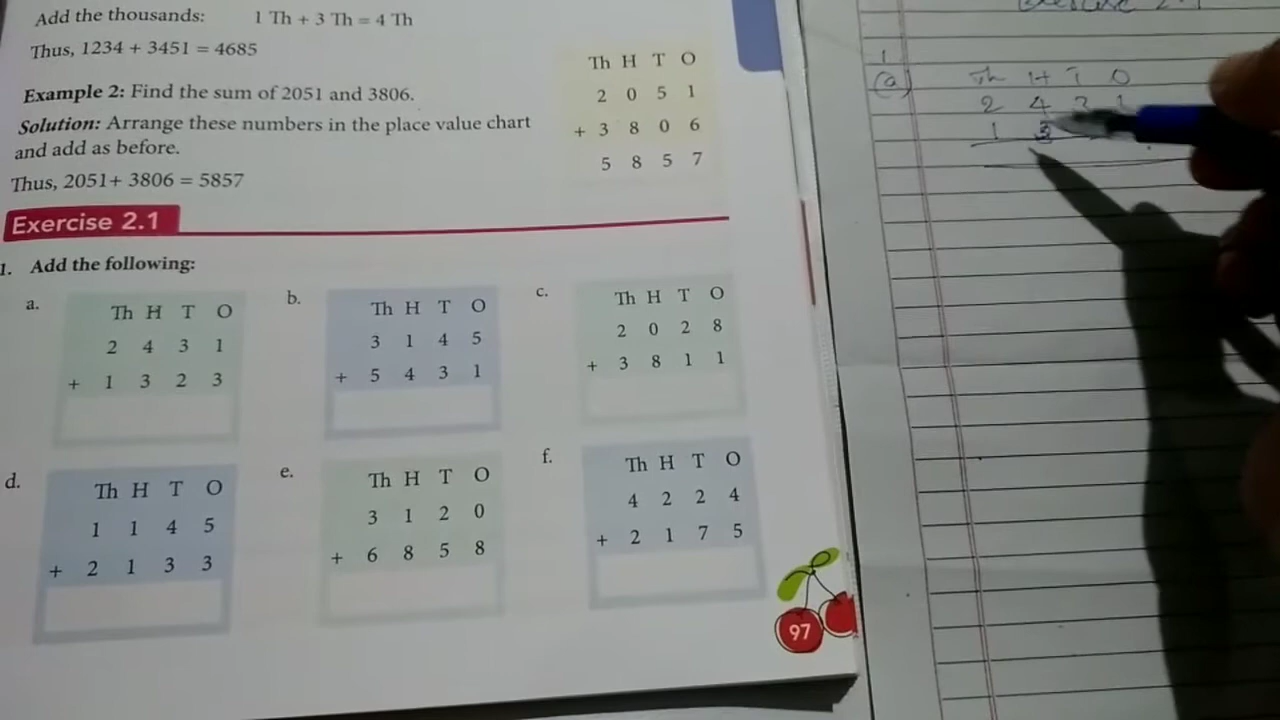 Add the thousands: 1 Th + 3 Th = 4 Th
Thus, 1234 + 3451 = 4685
Example 2: Find the sum of 2051 and 3806.
Solution: Arrange these numbers in the place value chart
and add as before.
Thus, 2051+ 3806 = 5857
Th H T O
2 0 5 1
+ 3 8 0 6
5 8 5 7
Exercise 2.1
1. Add the following:
a.
Th H T O
2 4 3 1
+ 1 3 2 3
b.
Th H T O
3 1 4 5
+ 5 4 3 1
c.
Th H T O
2 0 2 8
+ 3 8 1 1
d.
Th H T O
1 1 4 5
+ 2 1 3 3
e.
Th H T O
3 1 2 0
+ 6 8 5 8
f.
Th H T O
4 2 2 4
+ 2 1 7 5
97
1
(a) Th H T O
2 4 3 1
1 3